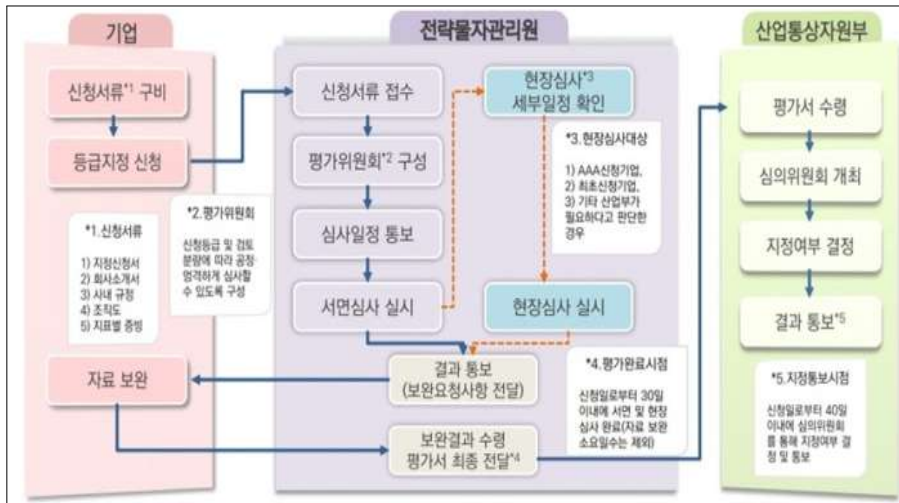 기업
신청서류*1 구비
등급지정 신청
*1.신청서류
1) 지정신청서
2) 회사소개서
3) 사내 규정
4) 조직도
5) 지표별 증빙
자료 보완
*2.평가위원회
신청등급 및 검토
분량에 따라 공정·
엄격하게 심사할
수 있도록 구성
전략물자관리원
신청서류 접수
평가위원회*2 구성
심사일정 통보
서면심사 실시
현장심사*3
세부일정 확인
*3.현장심사대상
1) AAA신청기업,
2) 최초신청기업,
3) 기타 산업부가
필요하다고 판단한
경우
현장심사 실시
결과 통보
(보완요청사항 전달)
*4.평가완료시점
신청일로부터 30일
이내에 서면 및 현장
심사 완료(자료 보완
소요일수는 제외)
보완결과 수령
평가서 최종 전달*4
산업통상자원부
평가서 수령
심의위원회 개최
지정여부 결정
결과 통보*5
*5.지정통보시점
신청일로부터 40일
이내에 심의위원회
를 통해 지정여부 결
정 및 통보